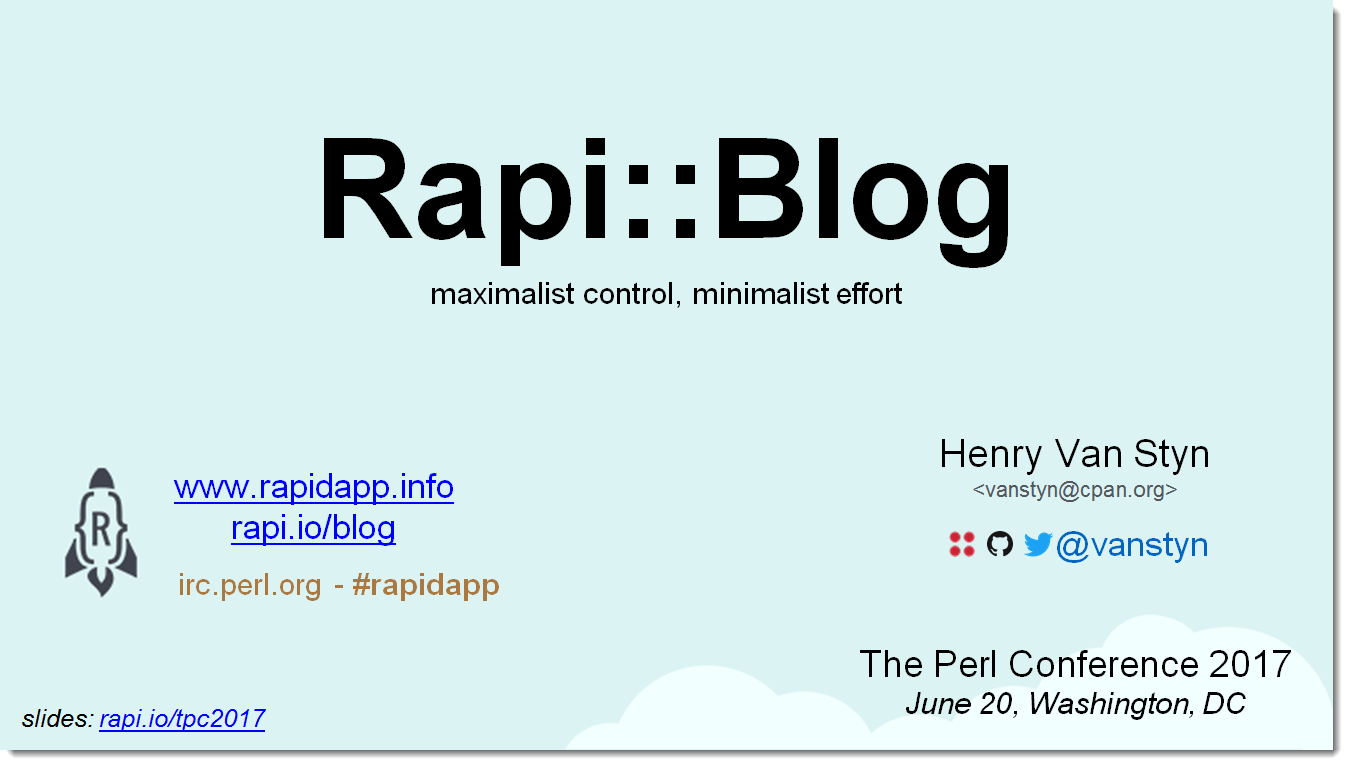 Rapi::Blog
maximalist control, minimalist effort
{R}
www.rapidapp.info
rapi.io/blog
irc.perl.org - #rapidapp
Henry Van Styn
<vanstyn@cpan.org>
@vanstyn
The Perl Conference 2017
June 20, Washington, DC
slides: rapi.io/tpc2017